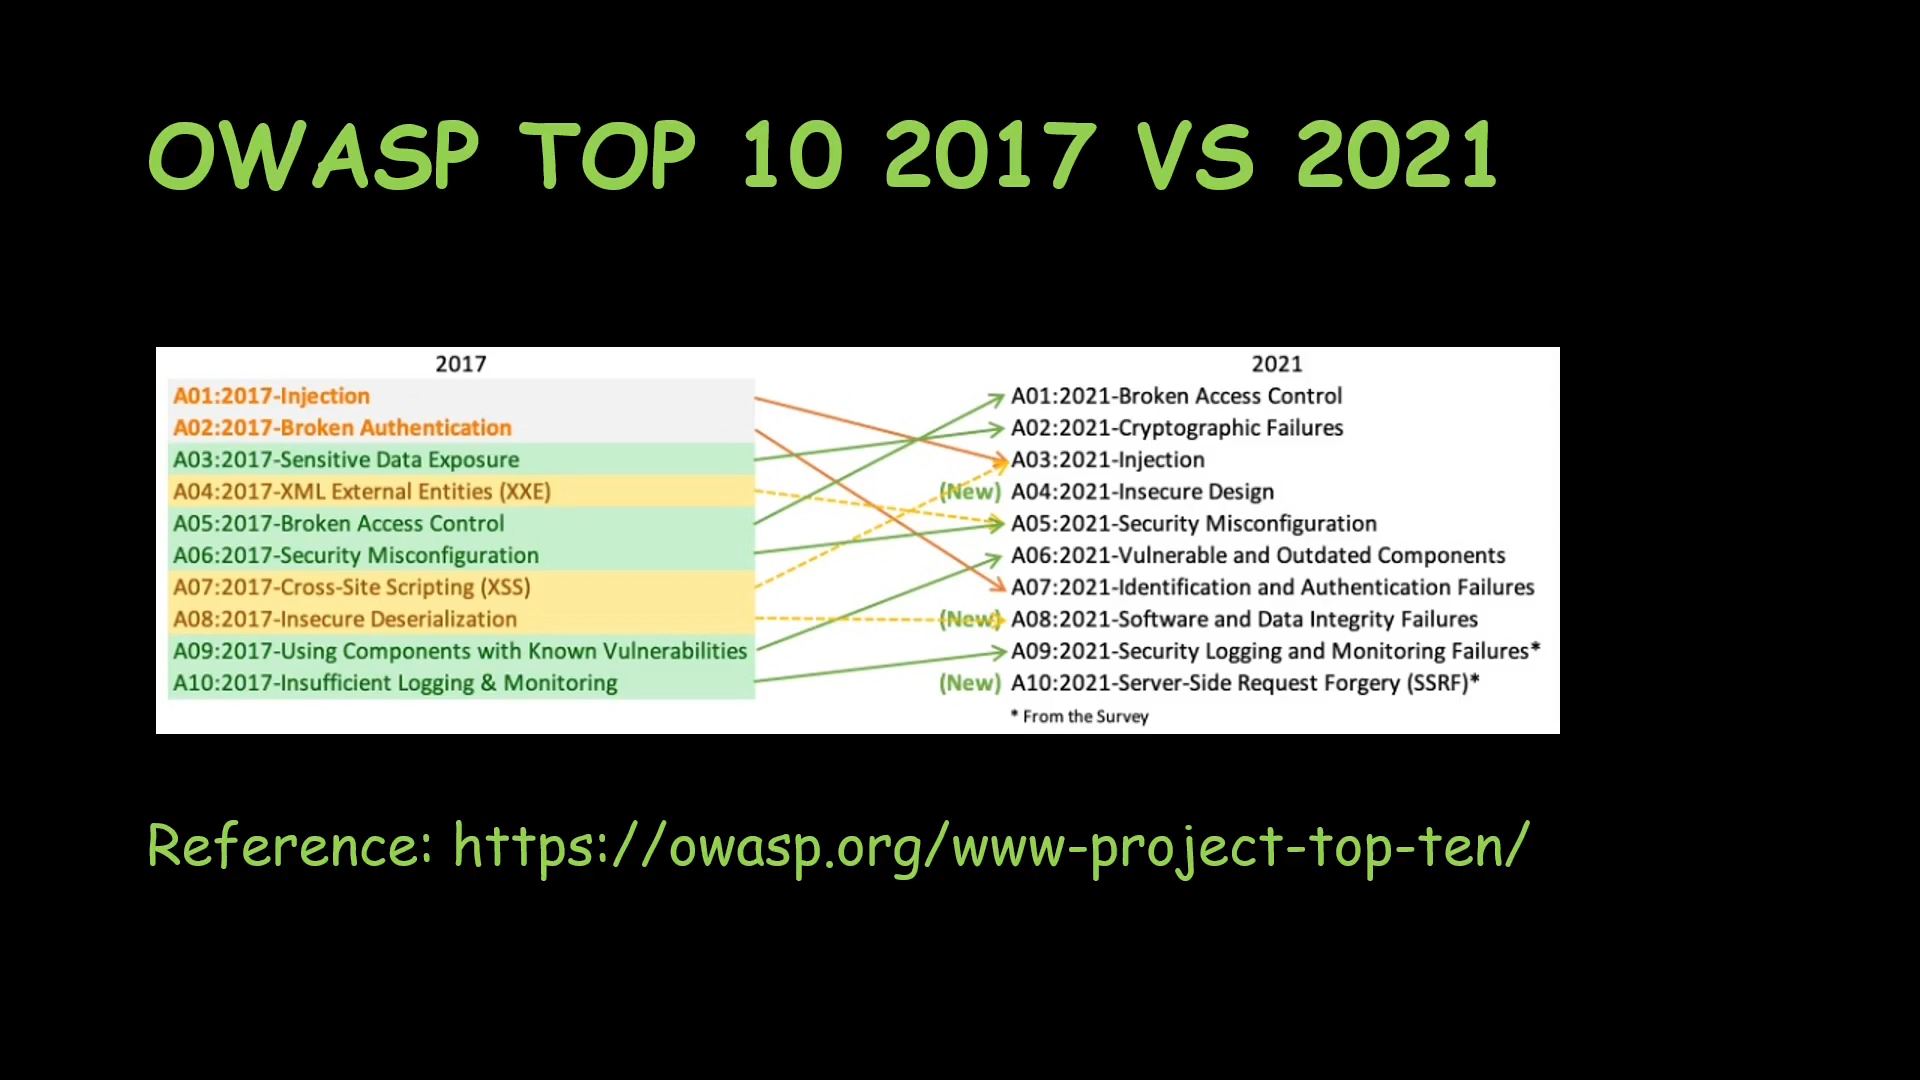 OWASP TOP 10 2017 VS 2021
2017
A01:2017-Injection
A02:2017-Broken Authentication
A03:2017-Sensitive Data Exposure
A04:2017-XML External Entities (XXE)
A05:2017-Broken Access Control
A06:2017-Security Misconfiguration
A07:2017-Cross-Site Scripting (XSS)
A08:2017-Insecure Deserialization
A09:2017-Using Components with Known Vulnerabilities
A10:2017-Insufficient Logging & Monitoring
2021
A01:2021-Broken Access Control
A02:2021-Cryptographic Failures
A03:2021-Injection
(New) A04:2021-Insecure Design
A05:2021-Security Misconfiguration
A06:2021-Vulnerable and Outdated Components
A07:2021-Identification and Authentication Failures
(New) A08:2021-Software and Data Integrity Failures
A09:2021-Security Logging and Monitoring Failures*
(New) A10:2021-Server-Side Request Forgery (SSRF)*
* From the Survey
Reference: https://owasp.org/www-project-top-ten/